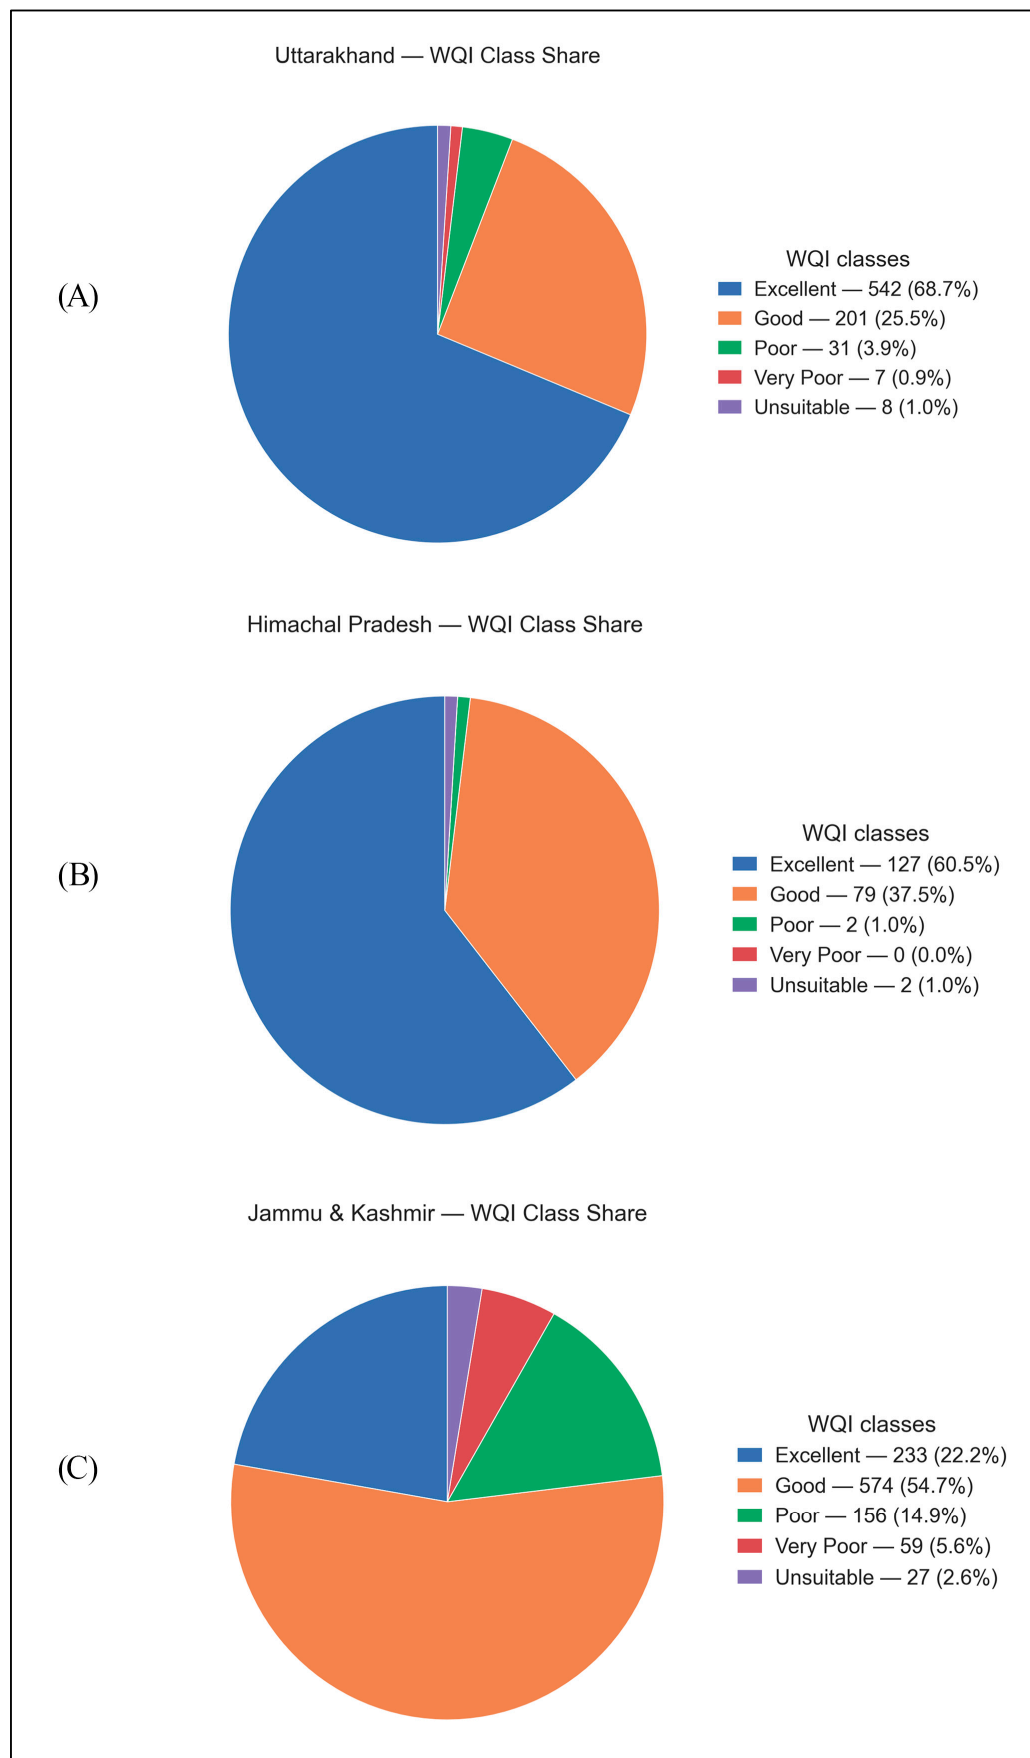 Uttarakhand — WQI Class Share
(A)
WQI classes
Excellent — 542 (68.7%)
Good — 201 (25.5%)
Poor — 31 (3.9%)
Very Poor — 7 (0.9%)
Unsuitable — 8 (1.0%)
Himachal Pradesh — WQI Class Share
(B)
WQI classes
Excellent — 127 (60.5%)
Good — 79 (37.5%)
Poor — 2 (1.0%)
Very Poor — 0 (0.0%)
Unsuitable — 2 (1.0%)
Jammu & Kashmir — WQI Class Share
(C)
WQI classes
Excellent — 233 (22.2%)
Good — 574 (54.7%)
Poor — 156 (14.9%)
Very Poor — 59 (5.6%)
Unsuitable — 27 (2.6%)